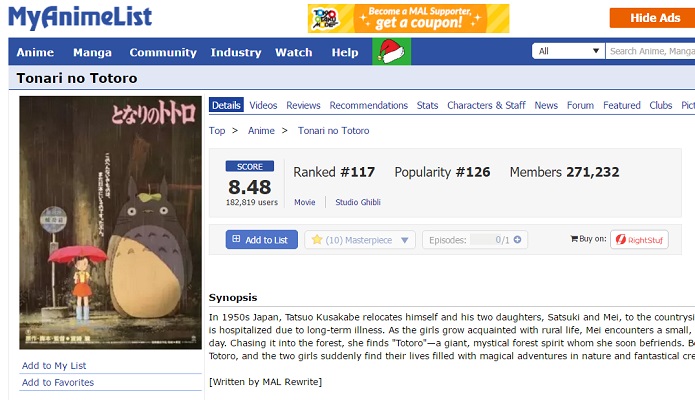 MyAnimeList
TOKYO OTAKU MODE
Become a MAL Supporter,
get a coupon!
Hide Ads
Anime Manga Community Industry Watch Help
All Search Anime, Manga
Tonari no Totoro
となりのトトロ
Details Videos Reviews Recommendations Stats Characters & Staff News Forum Featured Clubs Pict
Top > Anime > Tonari no Totoro
SCORE
8.48
182,819 users
Ranked #117 Popularity #126 Members 271,232
Movie Studio Ghibli
Add to List (10) Masterpiece Episodes: 0/1 Buy on: RightStuf
Synopsis
In 1950s Japan, Tatsuo Kusakabe relocates himself and his two daughters, Satsuki and Mei, to the countrysi
is hospitalized due to long-term illness. As the girls grow acquainted with rural life, Mei encounters a small,
day. Chasing it into the forest, she finds "Totoro"—a giant, mystical forest spirit whom she soon befriends. Be
Totoro, and the two girls suddenly find their lives filled with magical adventures in nature and fantastical cre
[Written by MAL Rewrite]
Add to My List
Add to Favorites